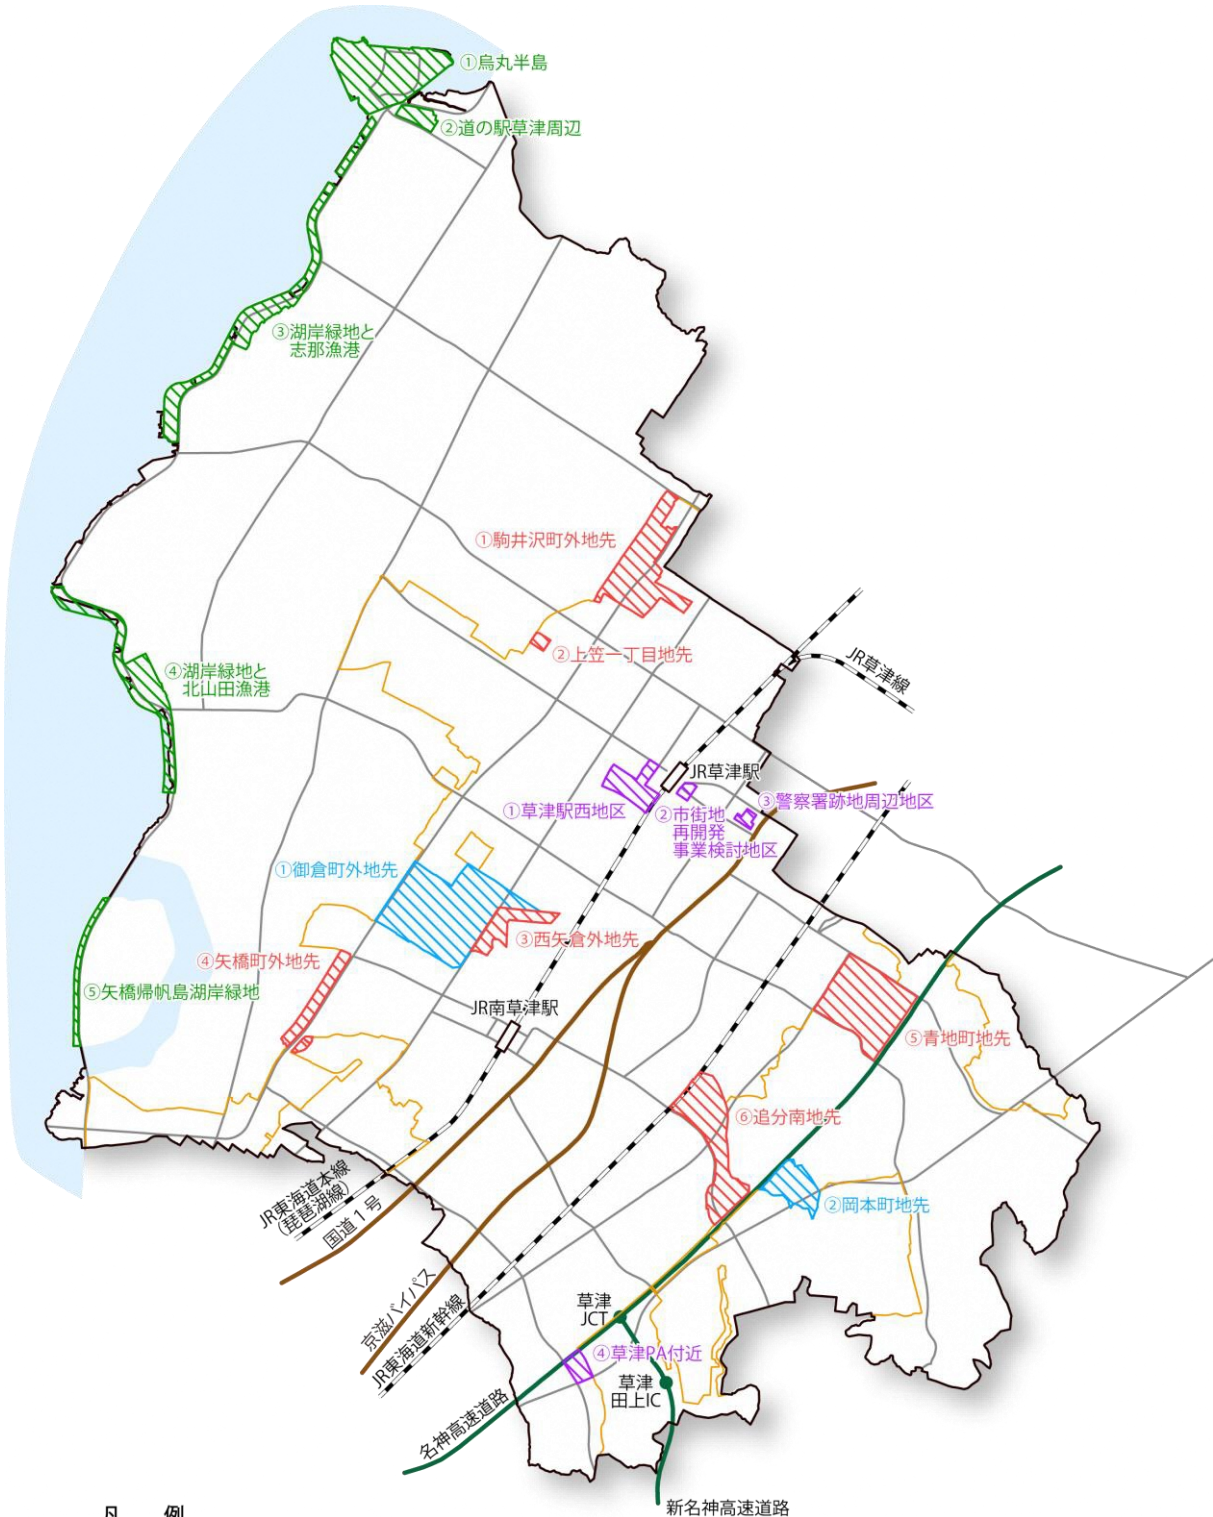 ①烏丸半島
②道の駅草津周辺
③湖岸緑地と
志那漁港
①駒井沢町外地先
②上笠一丁目地先
JR草津線
④湖岸緑地と
北山田漁港
JR草津駅
①草津駅西地区
②市街地
再開発
事業検討地区
③警察署跡地周辺地区
①御倉町外地先
③西矢倉外地先
④矢橋町外地先
⑤矢橋帰帆島湖岸緑地
JR南草津駅
⑤青地町地先
⑥追分南地先
②岡本町地先
JR東海道本線
(琵琶湖線)
国道1号
京滋バイパス
JR東海道新幹線
草津
JCT
④草津PA付近
草津
田上IC
名神高速道路
新名神高速道路
凡 例